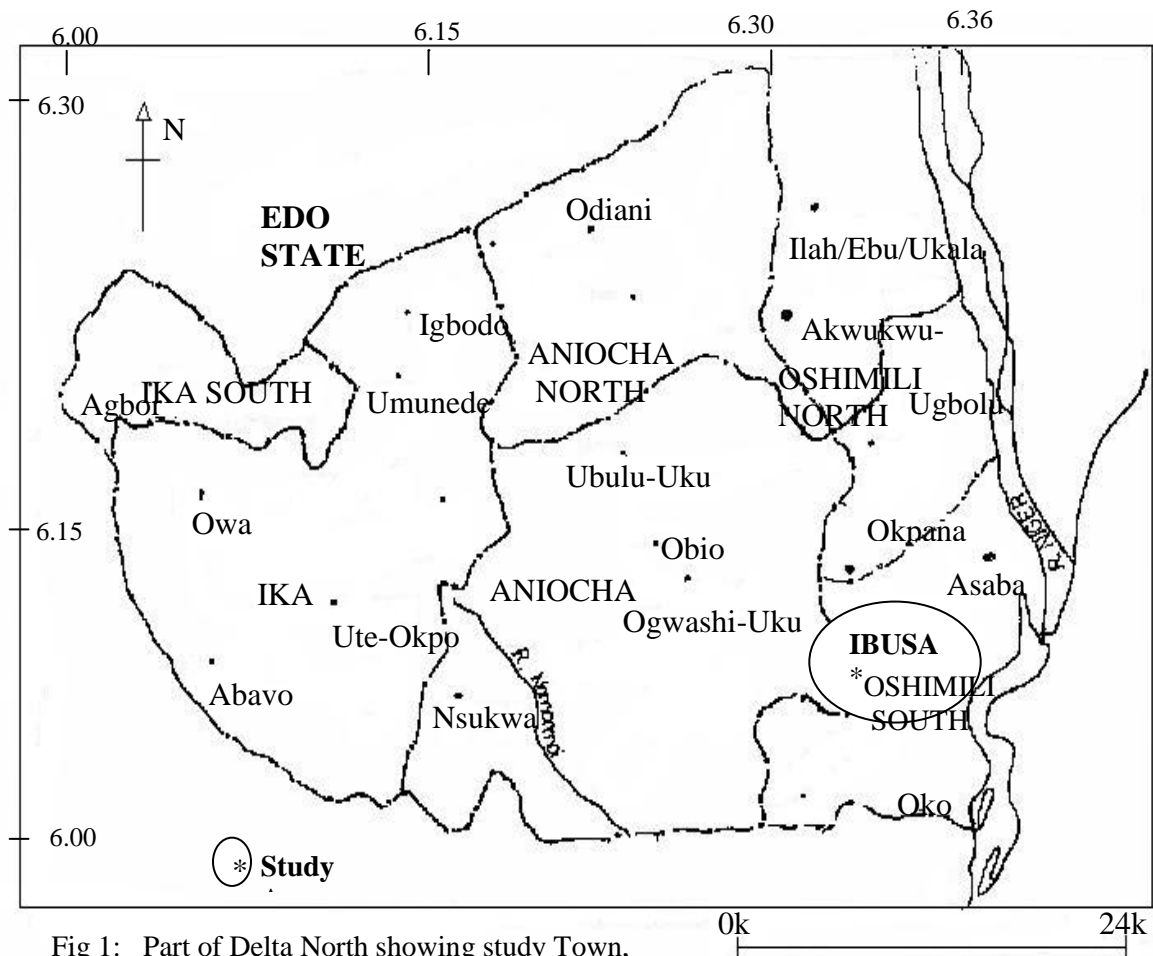 6.00 6.15 6.30 6.36
6.30
N
EDO
STATE
Odiani
Ilah/Ebu/Ukala
Igbodo
Akwukwu-
ANIOCHA
NORTH
OSHIMILI
NORTH
IKA SOUTH
Agbor
Umunede
Ugbolu
Ubulu-Uku
Owa
6.15
Obio
Okpana
R. NIGER
Asaba
IKA
ANIOCHA
Ute-Okpo
Ogwashi-Uku
IBUSA
* OSHIMILI
SOUTH
Abavo
Nsukwa
Oko
6.00
* Study
0k 24k
Fig 1: Part of Delta North showing study Town,